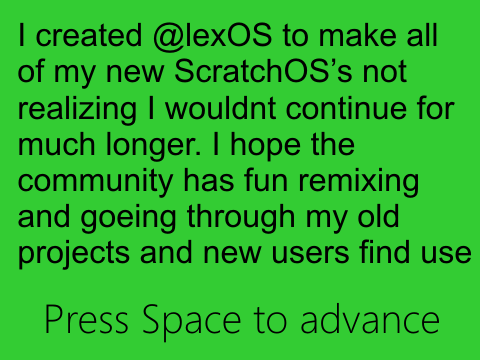 I created @lexOS to make all
of my new ScratchOS’s not
realizing I wouldnt continue for
much longer. I hope the
community has fun remixing
and goeing through my old
projects and new users find use
Press Space to advance